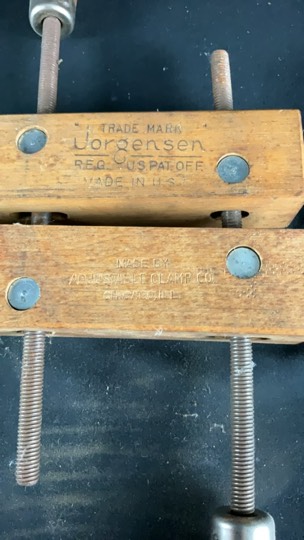 TRADE MARK
Jorgensen
REG. U.S. PAT. OFF.
MADE IN U.S.
MADE BY
ADJUSTABLE CLAMP CO.
CHICAGO, ILL.